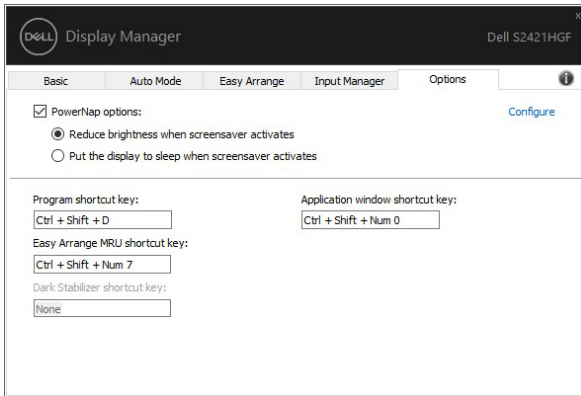 x
DELL Display Manager
Dell S2421HGF
Basic Auto Mode Easy Arrange Input Manager Options i
PowerNap options: Configure
Reduce brightness when screensaver activates
Put the display to sleep when screensaver activates
Program shortcut key: Application window shortcut key:
Ctrl + Shift + D Ctrl + Shift + Num 0
Easy Arrange MRU shortcut key:
Ctrl + Shift + Num 7
Dark Stabilizer shortcut key:
None